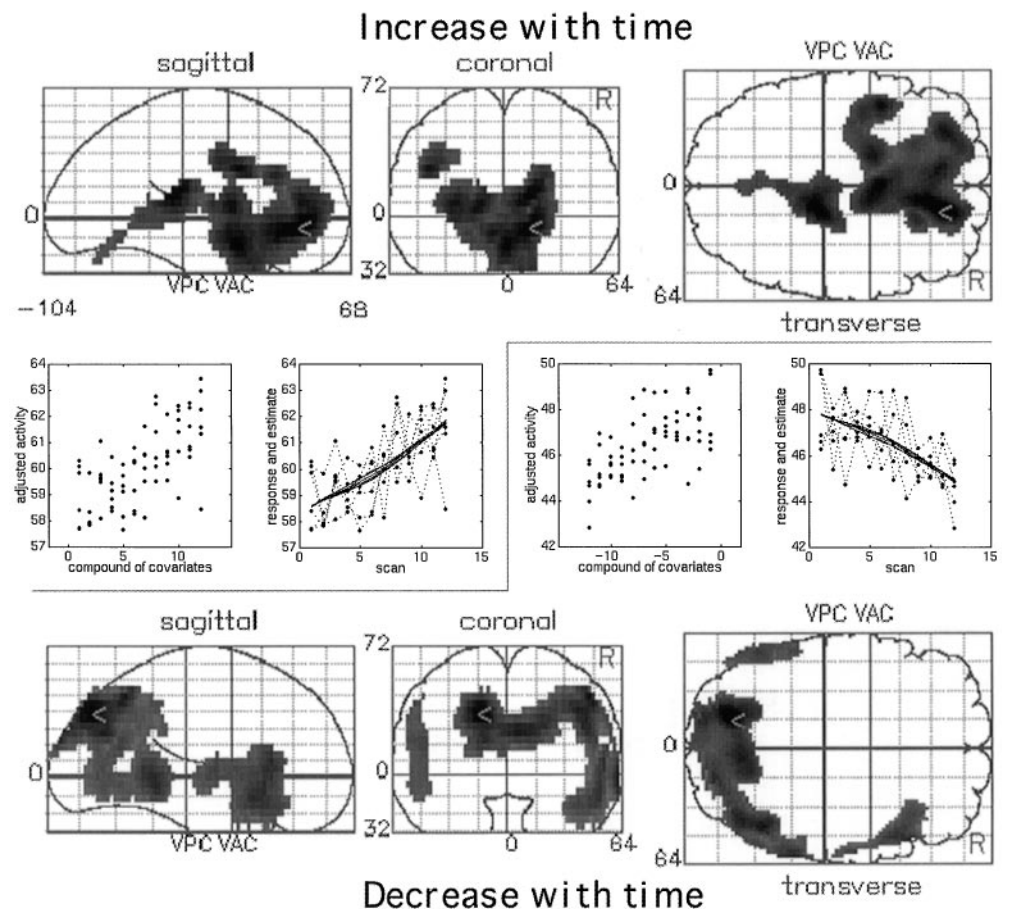 Increase with time
sagittal
coronal
VPC VAC
72
R
0
0
0
VPC VAC
32
0
64
64
R
-104
68
transverse
64
63
62
61
60
59
58
57
adjusted activity
0
5
10
compound of covariates
64
63
62
61
60
59
58
57
response and estimate
0
5
10
15
scan
50
48
46
44
42
adjusted activity
-10
-5
0
compound of covariates
50
48
46
44
42
response and estimate
0
5
10
15
scan
sagittal
coronal
VPC VAC
72
R
0
0
0
VPC VAC
32
0
64
64
R
transverse
Decrease with time